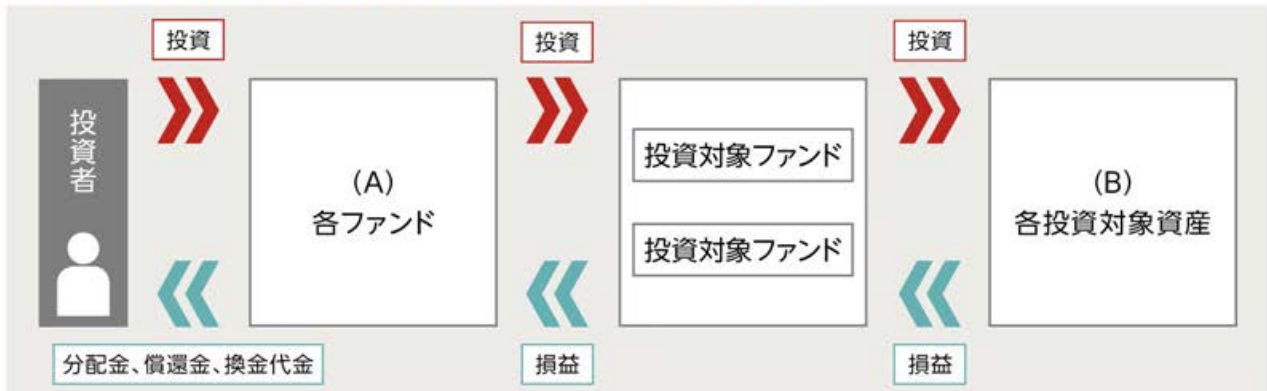 投資
投資
投資
投資者
(A)
各ファンド
投資対象ファンド
投資対象ファンド
(B)
各投資対象資産
分配金、償還金、換金代金
損益
損益